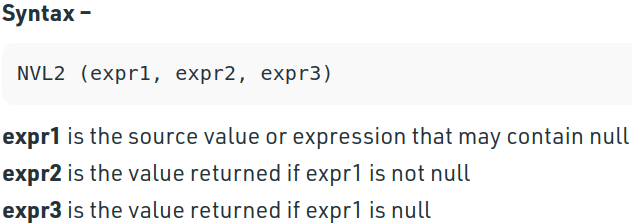 Syntax –
NVL2 (expr1, expr2, expr3)
expr1 is the source value or expression that may contain null
expr2 is the value returned if expr1 is not null
expr3 is the value returned if expr1 is null